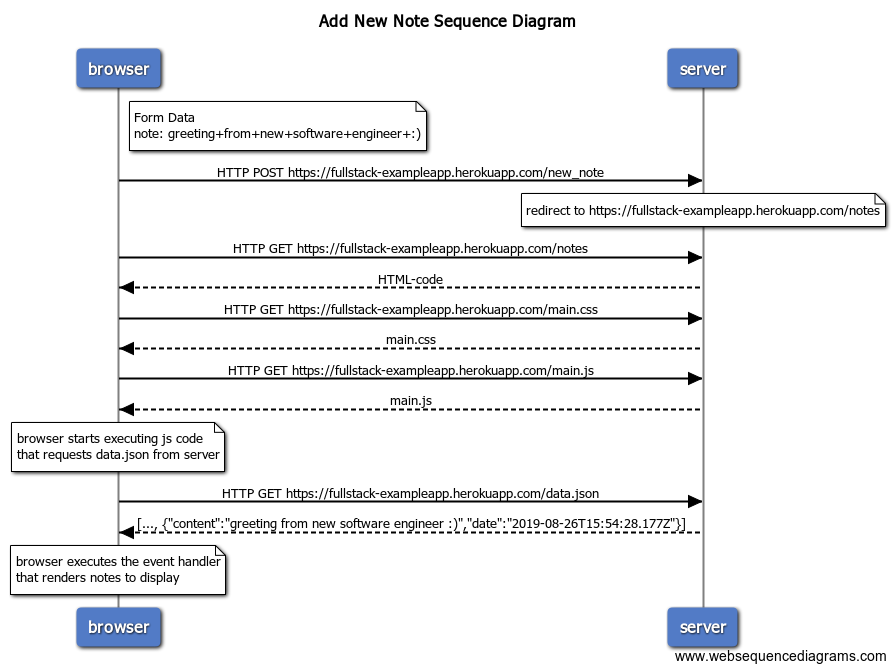 Add New Note Sequence Diagram
browser
server
Form Data
note: greeting+from+new+software+engineer+:)
HTTP POST https://fullstack-exampleapp.herokuapp.com/new_note
redirect to https://fullstack-exampleapp.herokuapp.com/notes
HTTP GET https://fullstack-exampleapp.herokuapp.com/notes
HTML-code
HTTP GET https://fullstack-exampleapp.herokuapp.com/main.css
main.css
HTTP GET https://fullstack-exampleapp.herokuapp.com/main.js
main.js
browser starts executing js code
that requests data.json from server
HTTP GET https://fullstack-exampleapp.herokuapp.com/data.json
[..., {"content":"greeting from new software engineer :)","date":"2019-08-26T15:54:28.177Z"}]
browser executes the event handler
that renders notes to display
browser
server
www.websequencediagrams.com